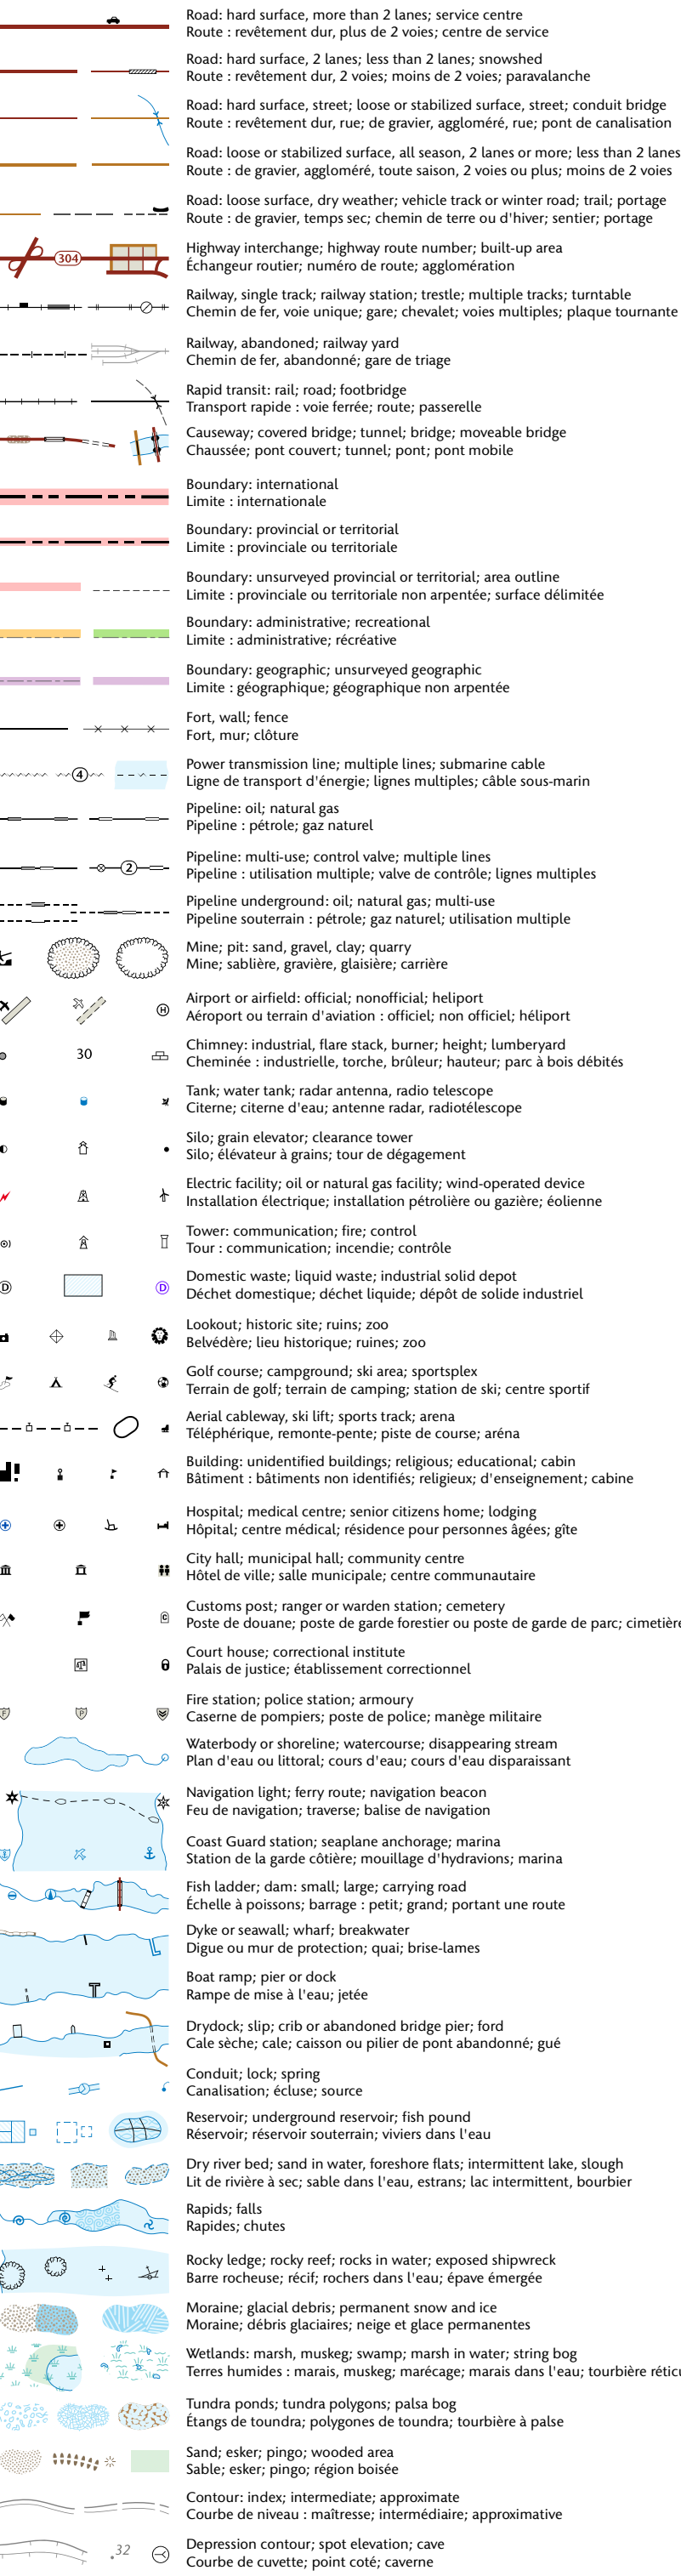 Road: hard surface, more than 2 lanes; service centre
Route : revêtement dur, plus de 2 voies; centre de service
Road: hard surface, 2 lanes; less than 2 lanes; snowshed
Route : revêtement dur, 2 voies; moins de 2 voies; paravalanche
Road: hard surface, street; loose or stabilized surface, street; conduit bridge
Route : revêtement dur, rue; de gravier, aggloméré, rue; pont de canalisation
Road: loose or stabilized surface, all season, 2 lanes or more; less than 2 lanes
Route : de gravier, aggloméré, toute saison, 2 voies ou plus; moins de 2 voies
Road: loose surface, dry weather; vehicle track or winter road; trail; portage
Route : de gravier, temps sec; chemin de terre ou d'hiver; sentier; portage
304
Highway interchange; highway route number; built-up area
Échangeur routier; numéro de route; agglomération
Railway, single track; railway station; trestle; multiple tracks; turntable
Chemin de fer, voie unique; gare; chevalet; voies multiples; plaque tournante
Railway, abandoned; railway yard
Chemin de fer, abandonné; gare de triage
Rapid transit: rail; road; footbridge
Transport rapide : voie ferrée; route; passerelle
Causeway; covered bridge; tunnel; bridge; moveable bridge
Chaussée; pont couvert; tunnel; pont; pont mobile
Boundary: international
Limite : internationale
Boundary: provincial or territorial
Limite : provinciale ou territoriale
Boundary: unsurveyed provincial or territorial; area outline
Limite : provinciale ou territoriale non arpentée; surface délimitée
Boundary: administrative; recreational
Limite : administrative; récréative
Boundary: geographic; unsurveyed geographic
Limite : géographique; géographique non arpentée
Fort, wall; fence
Fort, mur; clôture
4
Power transmission line; multiple lines; submarine cable
Ligne de transport d'énergie; lignes multiples; câble sous-marin
Pipeline: oil; natural gas
Pipeline : pétrole; gaz naturel
2
Pipeline: multi-use; control valve; multiple lines
Pipeline : utilisation multiple; valve de contrôle; lignes multiples
Pipeline underground: oil; natural gas; multi-use
Pipeline souterrain : pétrole; gaz naturel; utilisation multiple
Mine; pit: sand, gravel, clay; quarry
Mine; sablière, gravière, glaisière; carrière
H
Airport or airfield: official; nonofficial; heliport
Aéroport ou terrain d'aviation : officiel; non officiel; héliport
30
Chimney: industrial, flare stack, burner; height; lumberyard
Cheminée : industrielle, torche, brûleur; hauteur; parc à bois débités
Tank; water tank; radar antenna, radio telescope
Citerne; citerne d'eau; antenne radar, radiotélescope
Silo; grain elevator; clearance tower
Silo; élévateur à grains; tour de dégagement
Electric facility; oil or natural gas facility; wind-operated device
Installation électrique; installation pétrolière ou gazière; éolienne
Tower: communication; fire; control
Tour : communication; incendie; contrôle
D D
Domestic waste; liquid waste; industrial solid depot
Déchet domestique; déchet liquide; dépôt de solide industriel
Lookout; historic site; ruins; zoo
Belvédère; lieu historique; ruines; zoo
Golf course; campground; ski area; sportsplex
Terrain de golf; terrain de camping; station de ski; centre sportif
Aerial cableway, ski lift; sports track; arena
Téléphérique, remonte-pente; piste de course; aréna
Building: unidentified buildings; religious; educational; cabin
Bâtiment : bâtiments non identifiés; religieux; d'enseignement; cabine
Hospital; medical centre; senior citizens home; lodging
Hôpital; centre médical; résidence pour personnes âgées; gîte
City hall; municipal hall; community centre
Hôtel de ville; salle municipale; centre communautaire
C
Customs post; ranger or warden station; cemetery
Poste de douane; poste de garde forestier ou poste de garde de parc; cimetière
Court house; correctional institute
Palais de justice; établissement correctionnel
F P
Fire station; police station; armoury
Caserne de pompiers; poste de police; manège militaire
Waterbody or shoreline; watercourse; disappearing stream
Plan d'eau ou littoral; cours d'eau; cours d'eau disparaissant
Navigation light; ferry route; navigation beacon
Feu de navigation; traverse; balise de navigation
Coast Guard station; seaplane anchorage; marina
Station de la garde côtière; mouillage d'hydravions; marina
Fish ladder; dam: small; large; carrying road
Échelle à poissons; barrage : petit; grand; portant une route
Dyke or seawall; wharf; breakwater
Digue ou mur de protection; quai; brise-lames
Boat ramp; pier or dock
Rampe de mise à l'eau; jetée
Drydock; slip; crib or abandoned bridge pier; ford
Cale sèche; cale; caisson ou pilier de pont abandonné; gué
Conduit; lock; spring
Canalisation; écluse; source
Reservoir; underground reservoir; fish pound
Réservoir; réservoir souterrain; viviers dans l'eau
Dry river bed; sand in water, foreshore flats; intermittent lake, slough
Lit de rivière à sec; sable dans l'eau, estrans; lac intermittent, bourbier
Rapids; falls
Rapides; chutes
Rocky ledge; rocky reef; rocks in water; exposed shipwreck
Barre rocheuse; récif; rochers dans l'eau; épave émergée
Moraine; glacial debris; permanent snow and ice
Moraine; débris glaciaires; neige et glace permanentes
Wetlands: marsh, muskeg; swamp; marsh in water; string bog
Terres humides : marais, muskeg; marécage; marais dans l'eau; tourbière réticu
Tundra ponds; tundra polygons; palsa bog
Étangs de toundra; polygones de toundra; tourbière à palse
Sand; esker; pingo; wooded area
Sable; esker; pingo; région boisée
Contour: index; intermediate; approximate
Courbe de niveau : maîtresse; intermédiaire; approximative
.32
Depression contour; spot elevation; cave
Courbe de cuvette; point coté; caverne